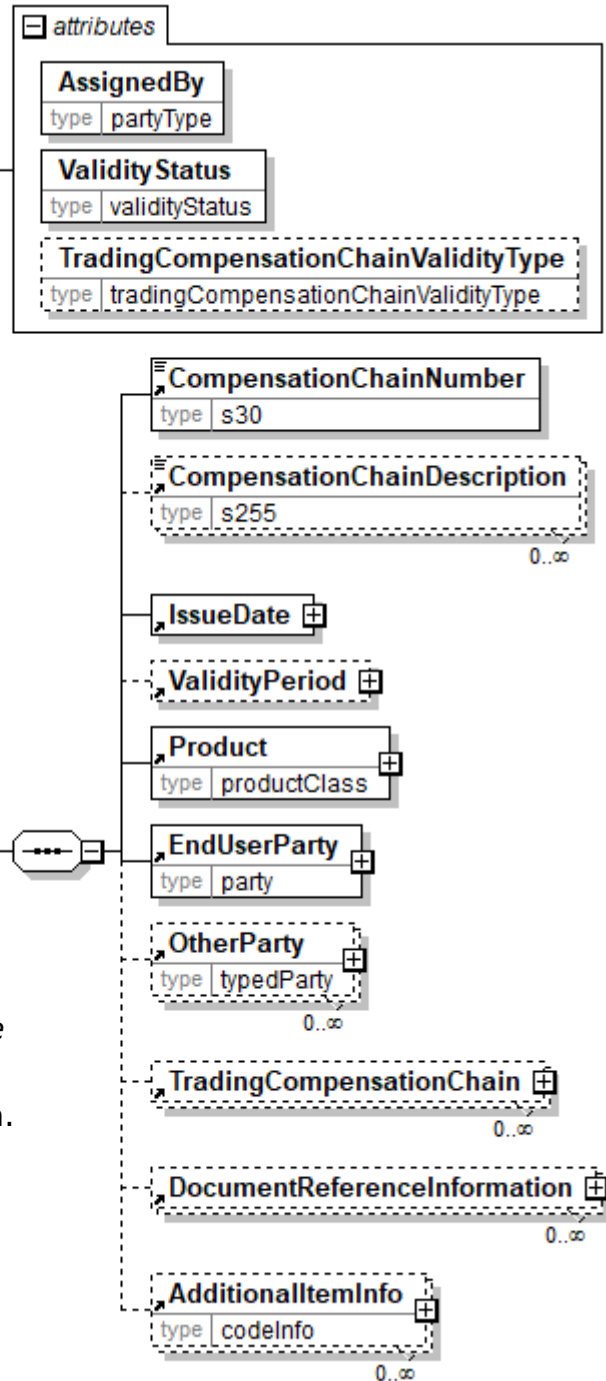 attributes
AssignedBy
type partyType
ValidityStatus
type validityStatus
TradingCompensationChainValidityType
type tradingCompensationChainValidityType
CompensationChainNumber
type s30
CompensationChainDescription
type s255
0..∞
IssueDate
ValidityPeriod
Product
type productClass
EndUserParty
type party
OtherParty
type typedParty
0..∞
e
TradingCompensationChain
n.
0..∞
DocumentReferenceInformation
0..∞
AdditionalItemInfo
type codeInfo
0..∞